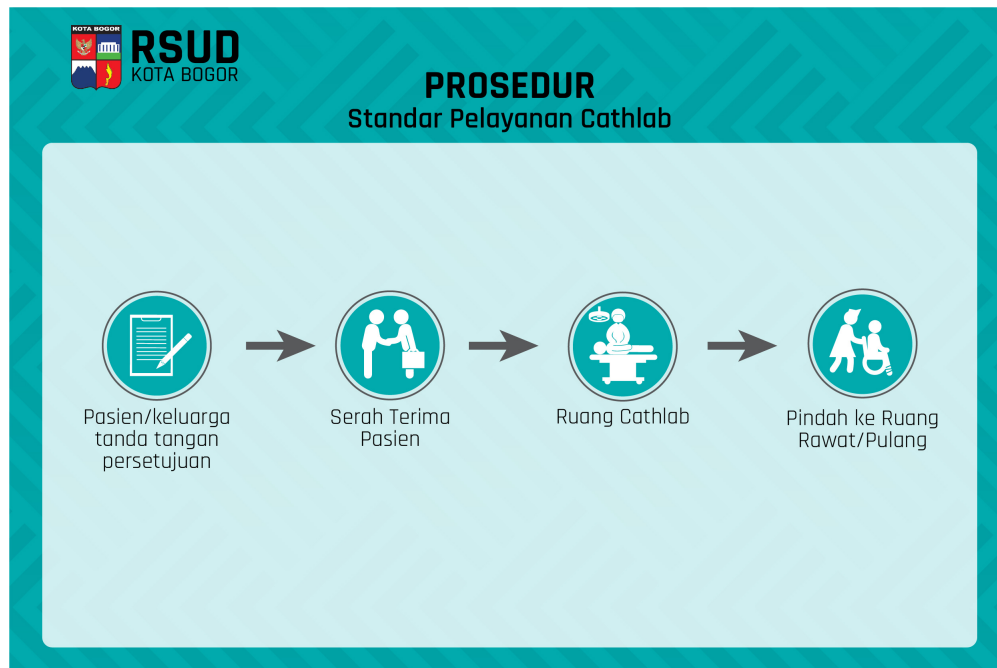 KOTA BOGOR
RSUD
KOTA BOGOR
PROSEDUR
Standar Pelayanan Cathlab
Pasien/keluarga
tanda tangan
persetujuan
Serah Terima
Pasien
Ruang Cathlab
Pindah ke Ruang
Rawat/Pulang